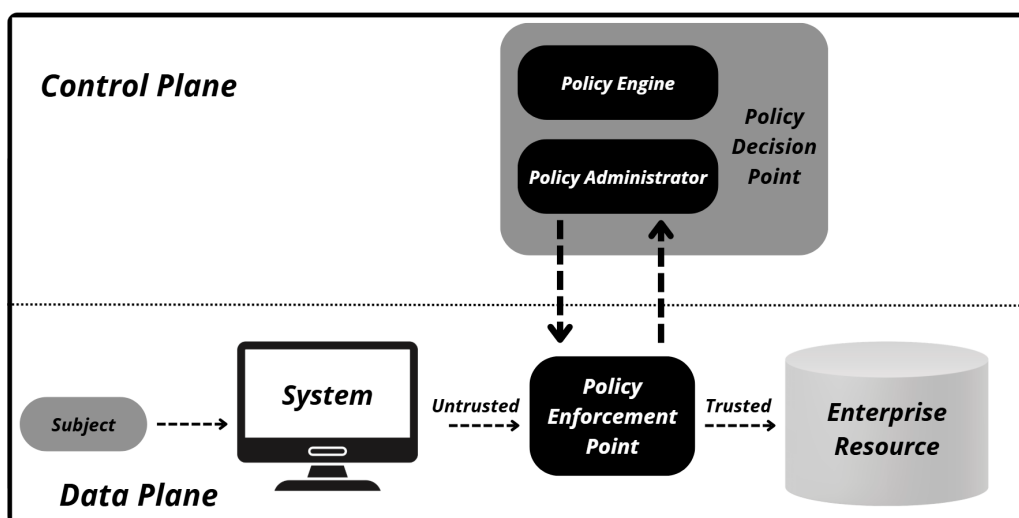 Control Plane
Policy Engine
Policy Administrator
Policy
Decision
Point
Subject
System
Untrusted
Policy
Enforcement
Point
Trusted
Enterprise
Resource
Data Plane